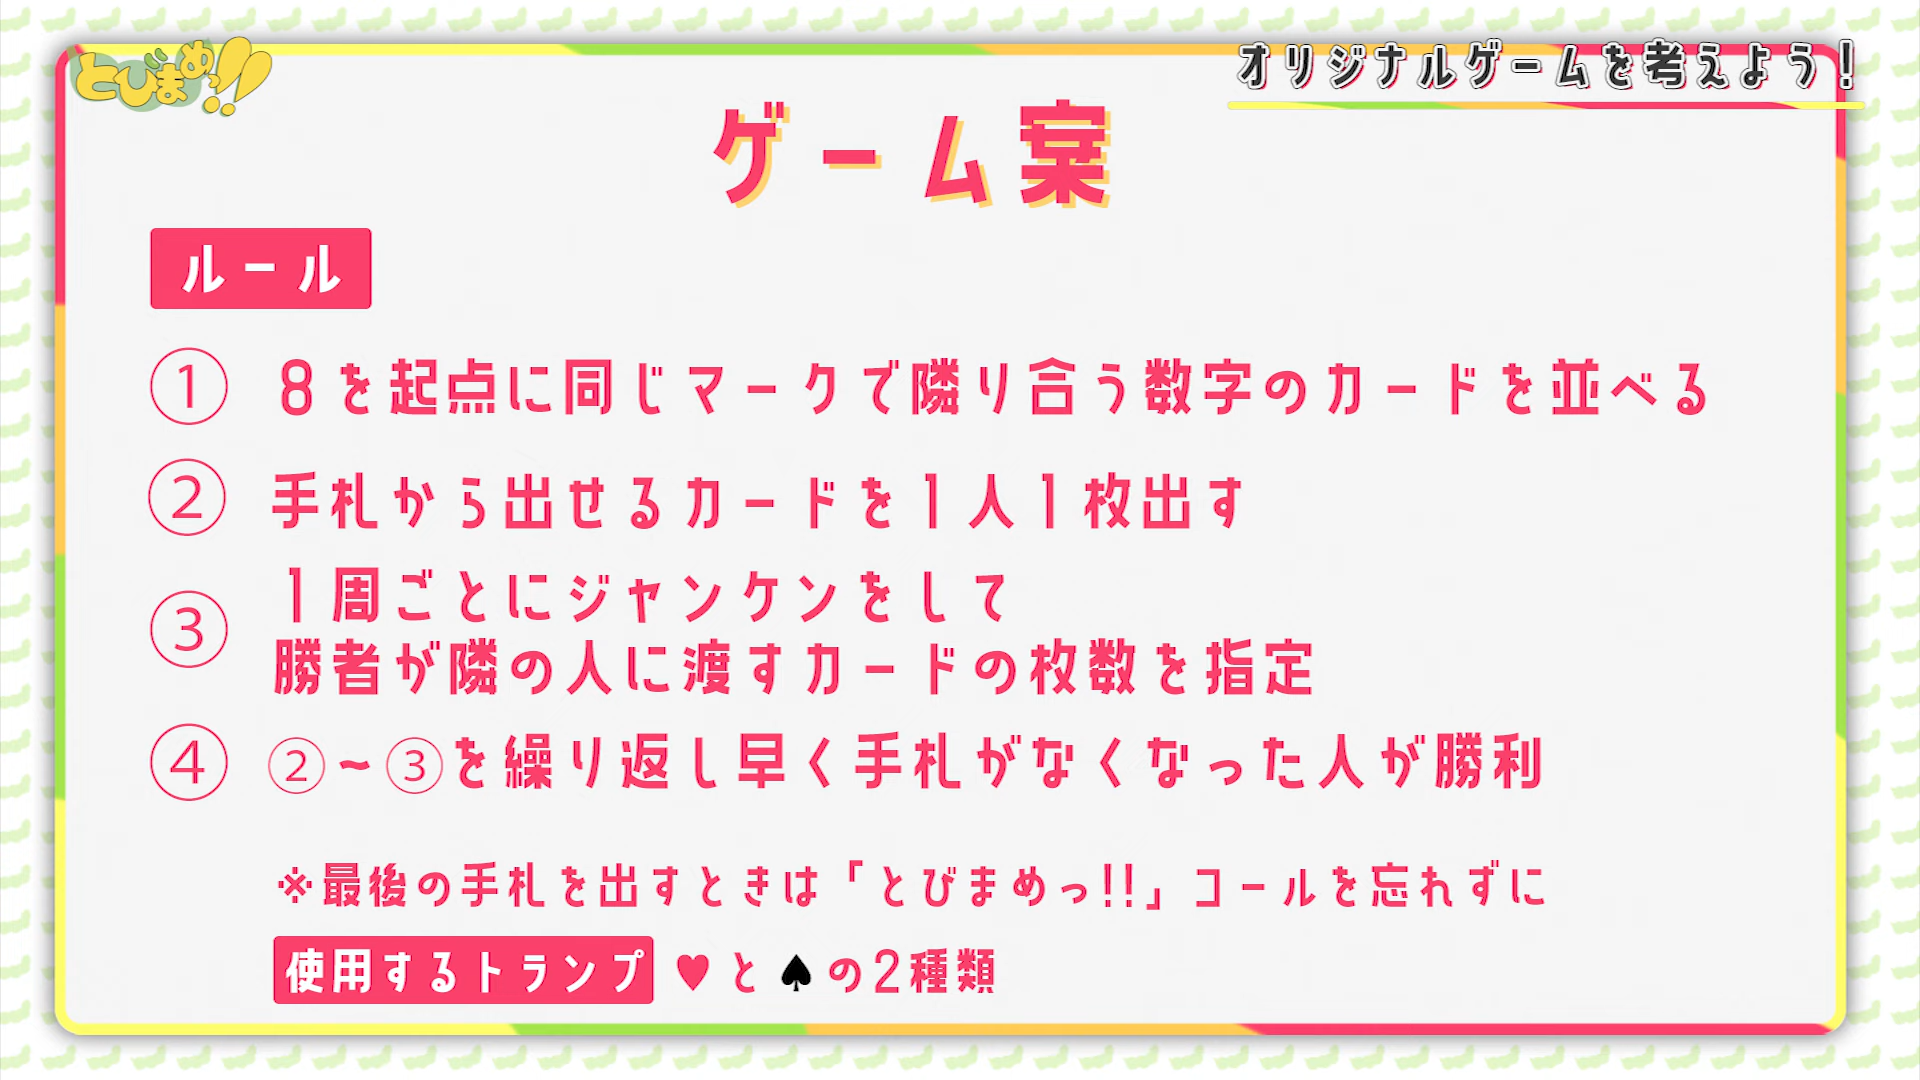 とびまめっ!!
オリジナルゲームを考えよう!
ゲーム案
ルール
① 8を起点に同じマークで隣り合う数字のカードを並べる
② 手札から出せるカードを1人1枚出す
③ 1周ごとにジャンケンをして
勝者が隣の人に渡すカードの枚数を指定
④ ②~③を繰り返し早く手札がなくなった人が勝利
※最後の手札を出すときは「とびまめっ!!」コールを忘れずに
使用するトランプ ♥と♠の2種類